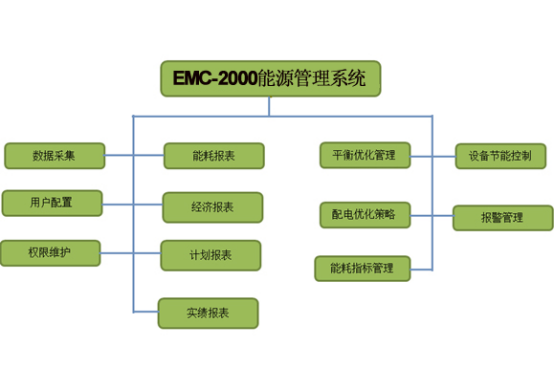 EMC-2000能源管理系统
数据采集
能耗报表
平衡优化管理
设备节能控制
用户配置
经济报表
配电优化策略
报警管理
权限维护
计划报表
能耗指标管理
实绩报表